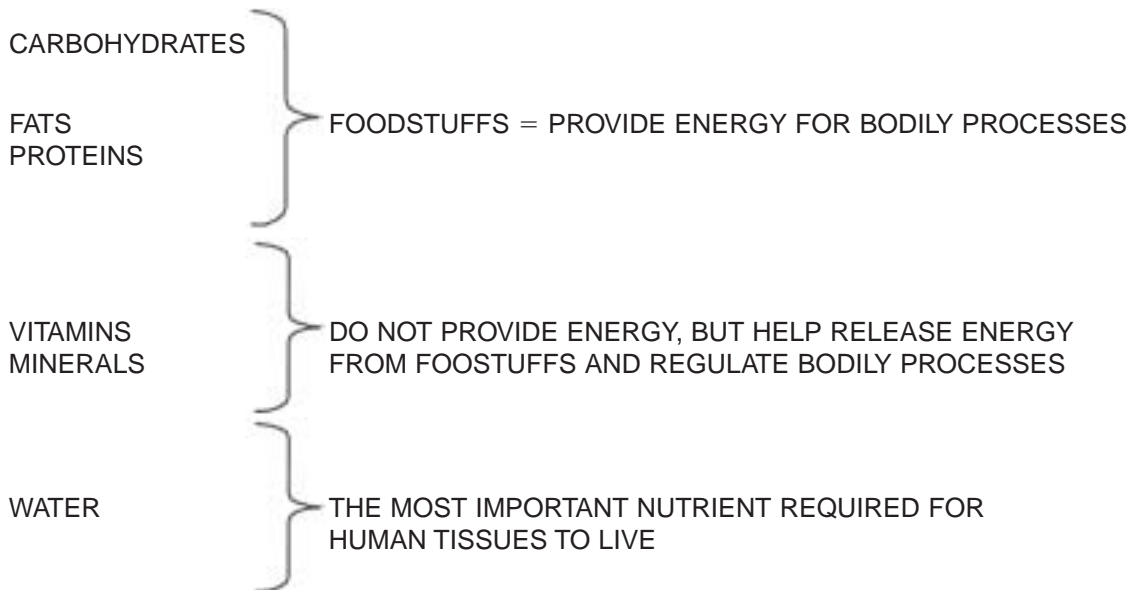 CARBOHYDRATES
FATS
PROTEINS
FOODSTUFFS = PROVIDE ENERGY FOR BODILY PROCESSES
VITAMINS
MINERALS
DO NOT PROVIDE ENERGY, BUT HELP RELEASE ENERGY
FROM FOOSTUFFS AND REGULATE BODILY PROCESSES
WATER
THE MOST IMPORTANT NUTRIENT REQUIRED FOR
HUMAN TISSUES TO LIVE